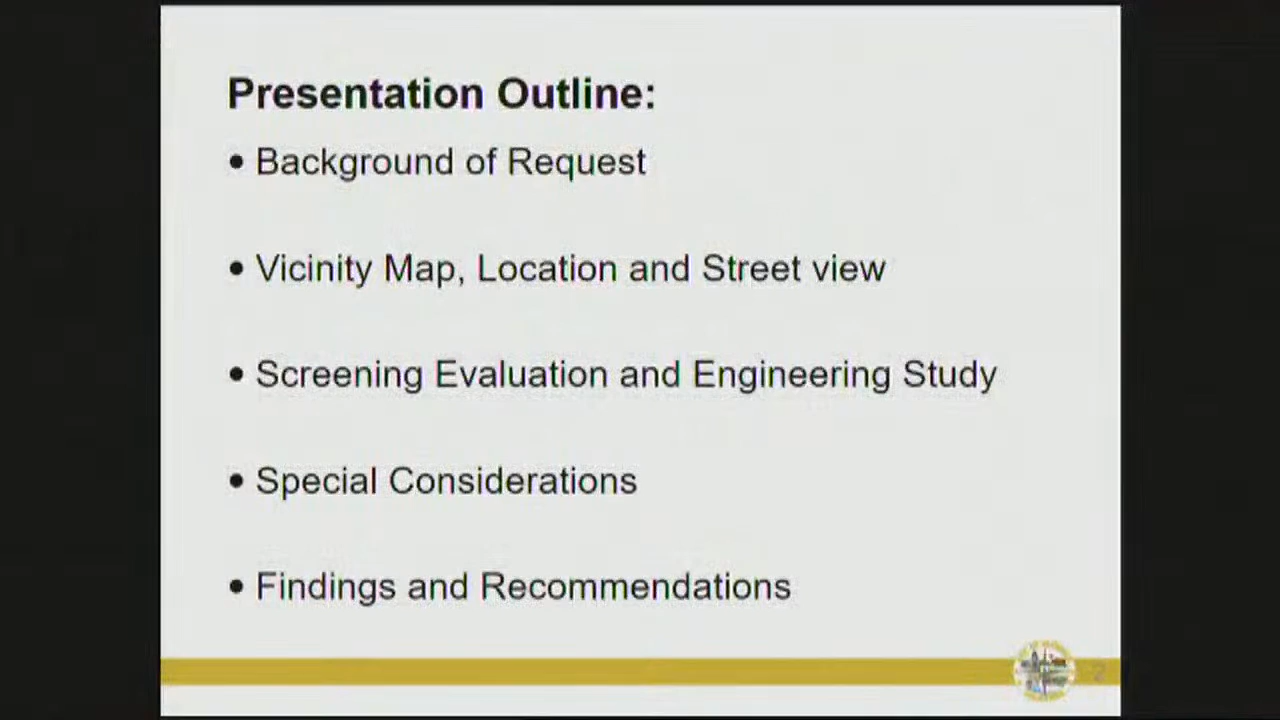 Presentation Outline:
• Background of Request
• Vicinity Map, Location and Street view
• Screening Evaluation and Engineering Study
• Special Considerations
• Findings and Recommendations
2